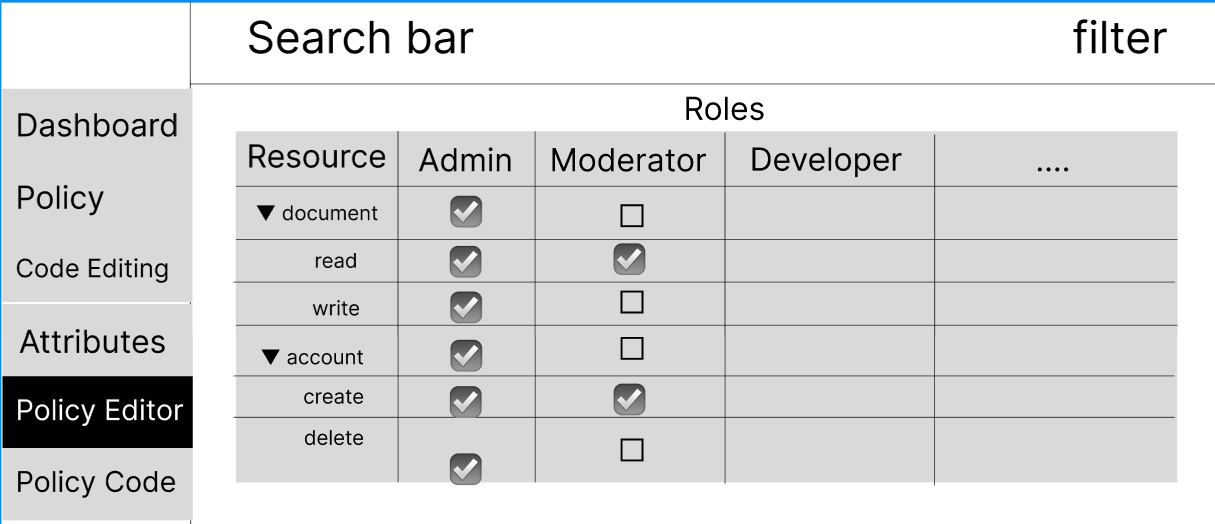 Search bar
filter
Dashboard
Policy
Code Editing
Attributes
Policy Editor
Policy Code
Roles
Resource Admin Moderator Developer ....
▼ document
read
write
▼ account
create
delete